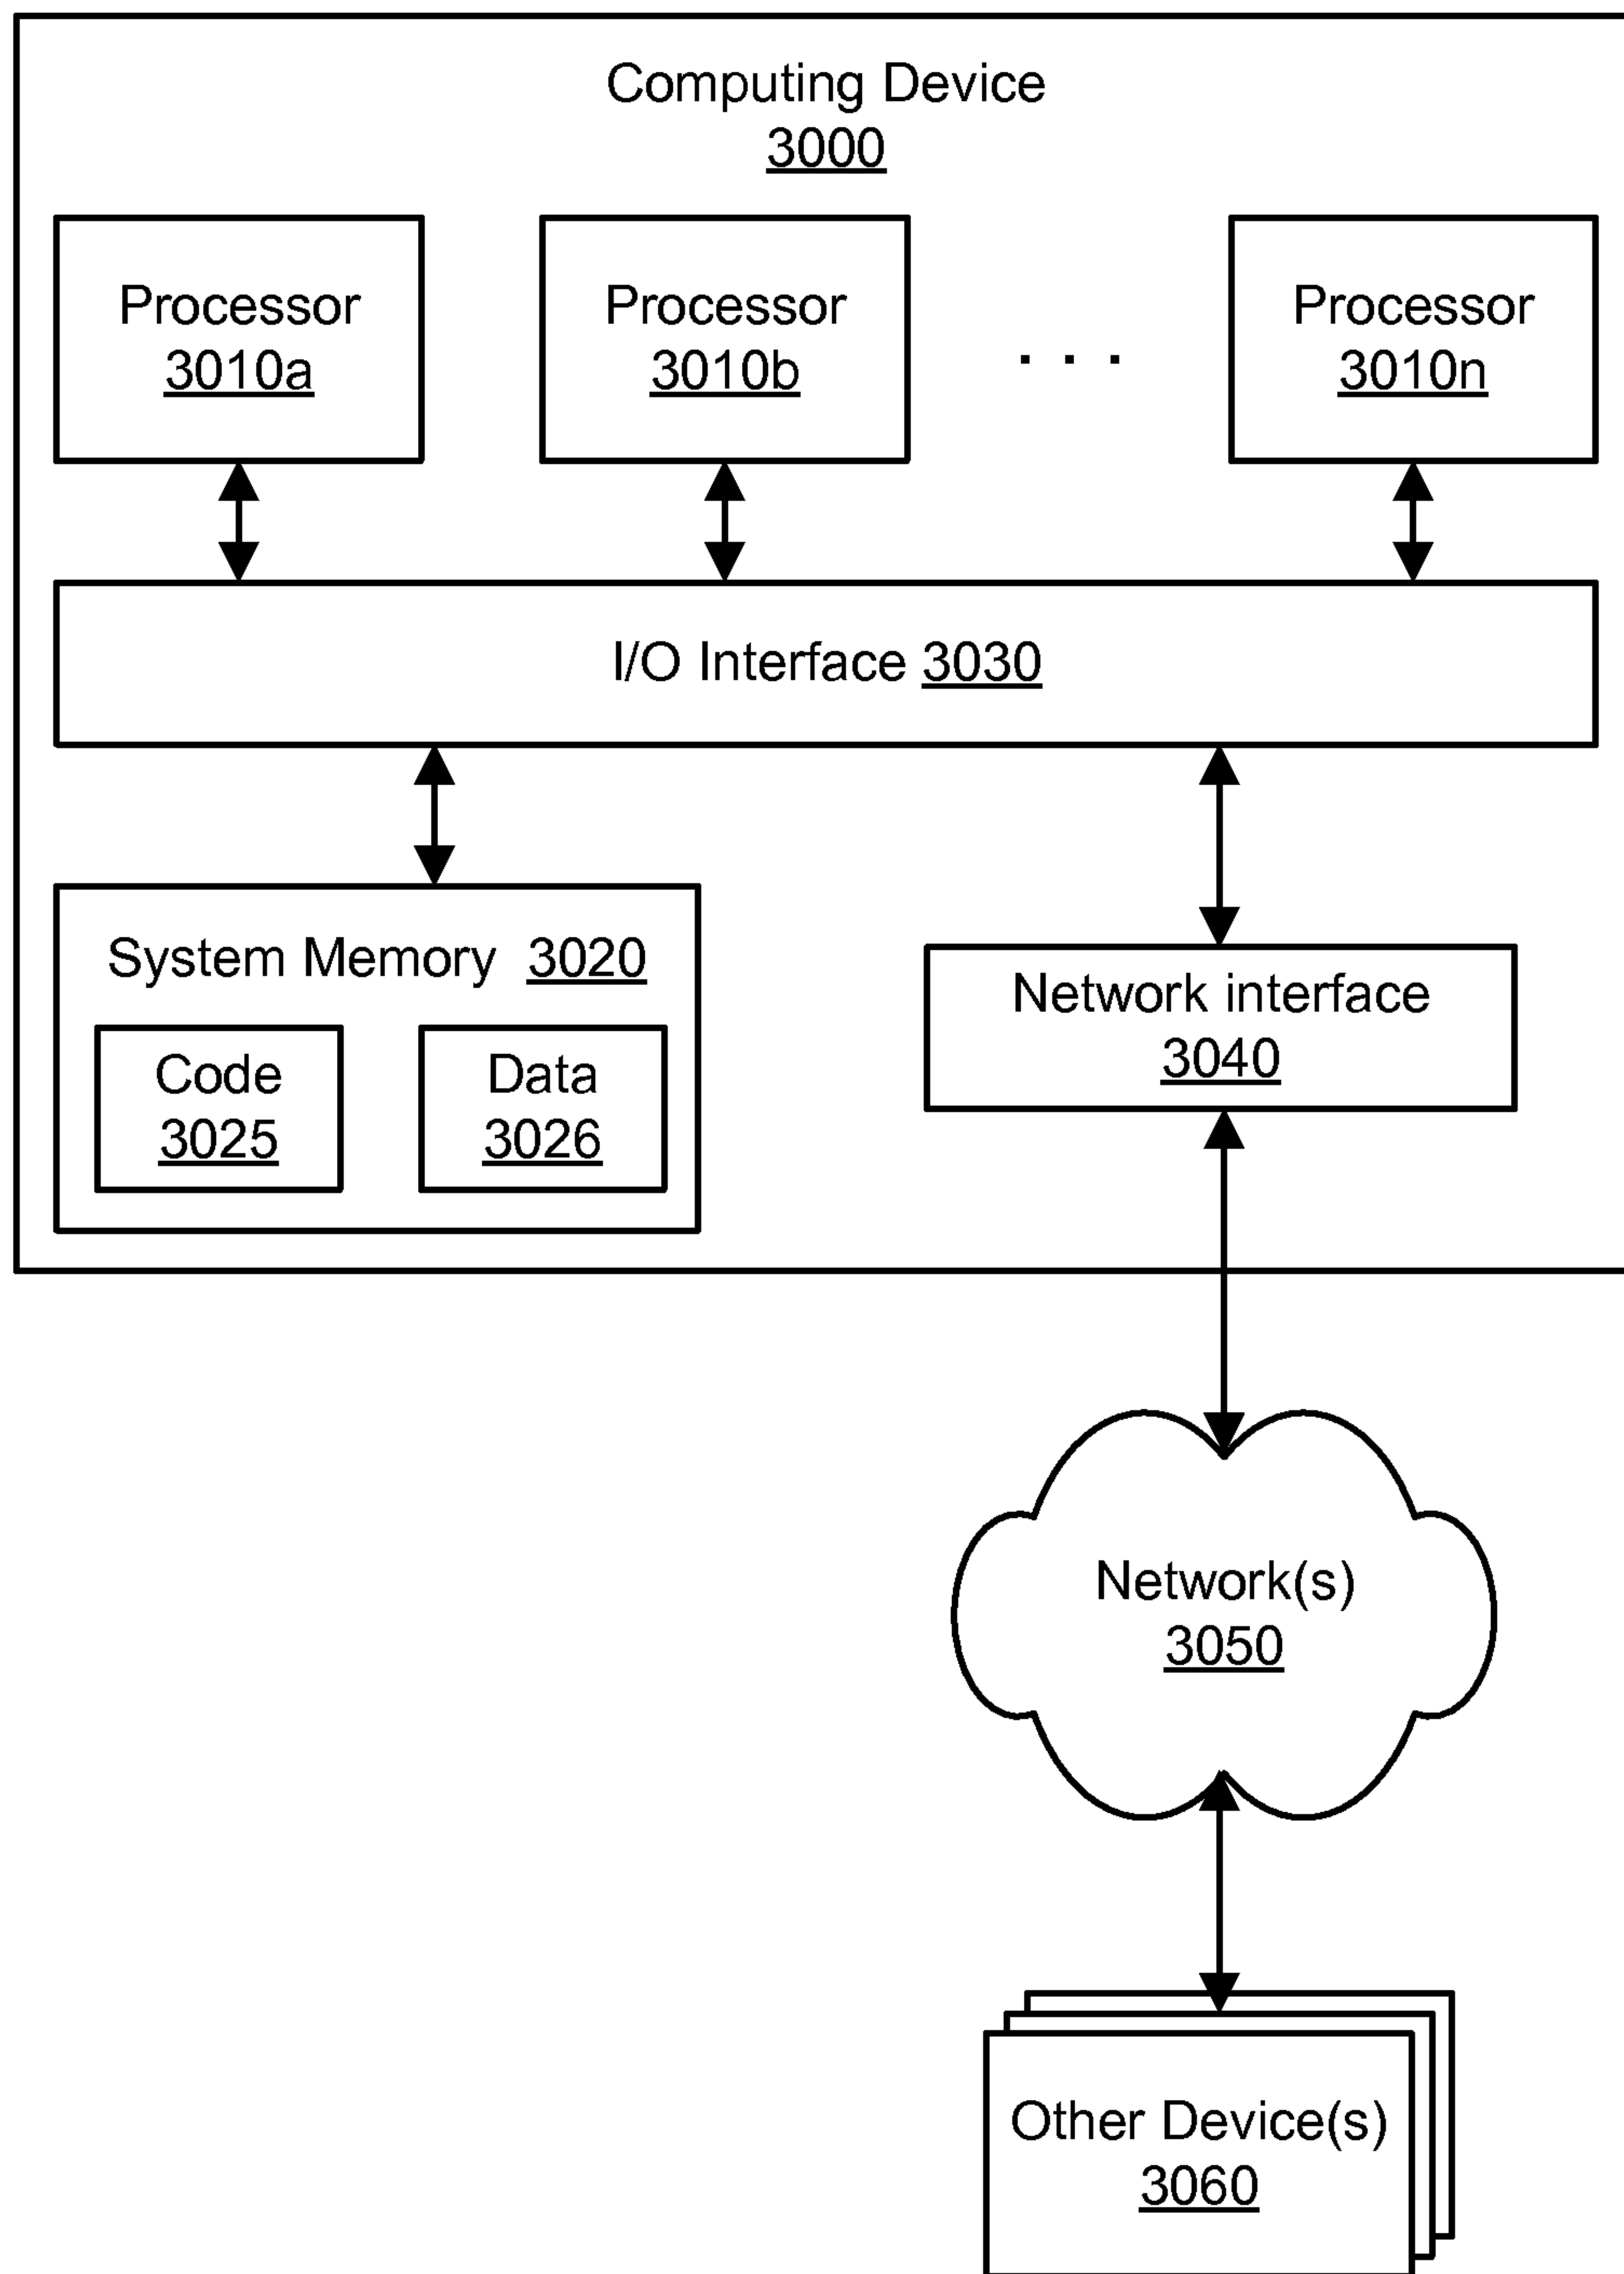 Computing Device
3000
Processor
3010a
Processor
3010b
. . .
Processor
3010n
I/O Interface 3030
System Memory 3020
Code
3025
Data
3026
Network interface
3040
Network(s)
3050
Other Device(s)
3060